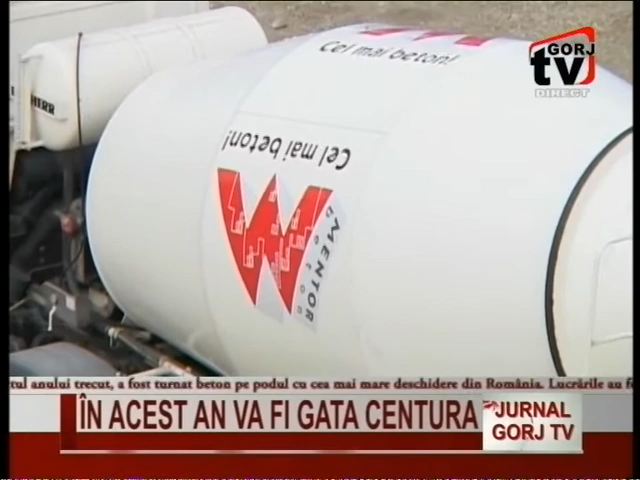 Cel mai beton!
GORJ
tv
DIRECT
Cel mai beton!
MENTOR
beton
tul anului trecut, a fost turnat beton pe podul cu cea mai mare deschidere din România. Lucrările au f
ÎN ACEST AN VA FI GATA CENTURA
JURNAL
GORJ TV